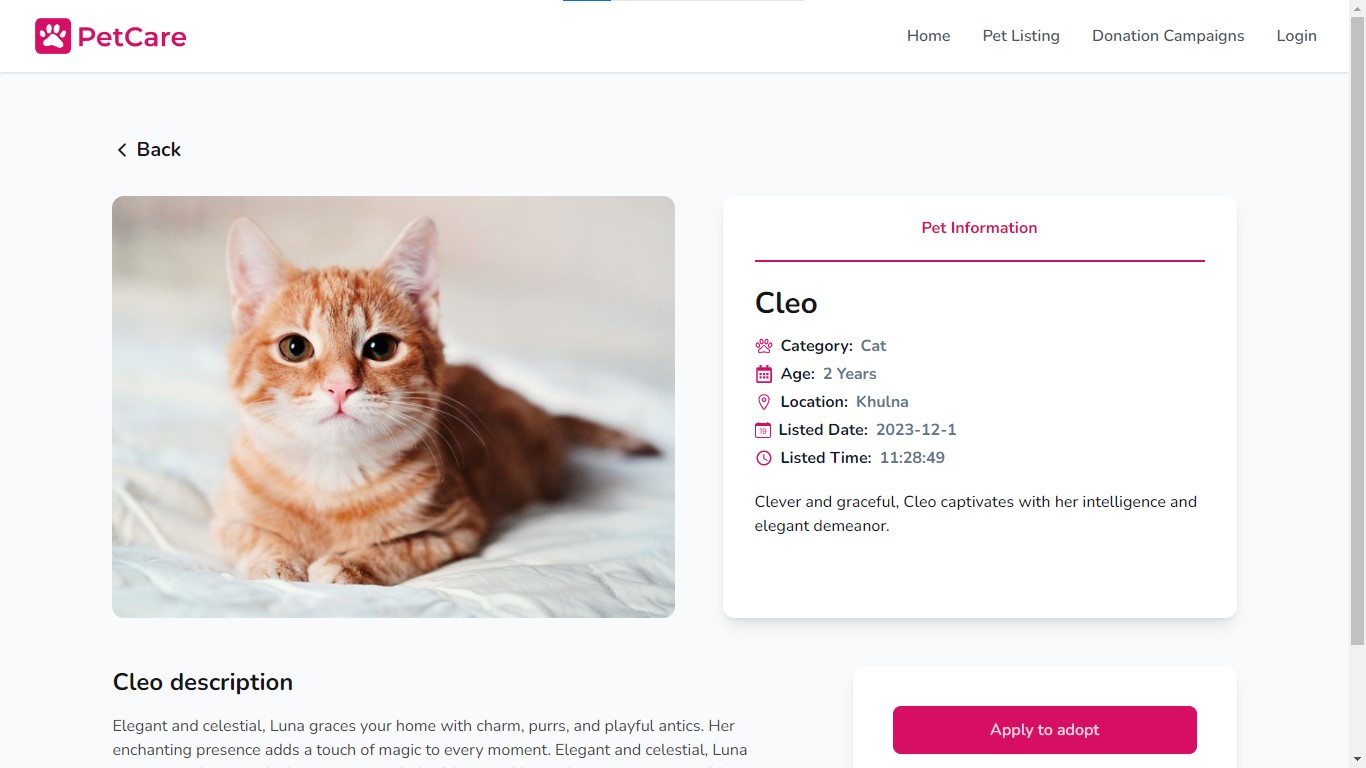 PetCare
Home
Pet Listing
Donation Campaigns
Login
Back
Pet Information
Cleo
Category: Cat
Age: 2 Years
Location: Khulna
19
Listed Date: 2023-12-1
Listed Time: 11:28:49
Clever and graceful, Cleo captivates with her intelligence and
elegant demeanor.
Cleo description
Elegant and celestial, Luna graces your home with charm, purrs, and playful antics. Her
enchanting presence adds a touch of magic to every moment. Elegant and celestial, Luna
Apply to adopt